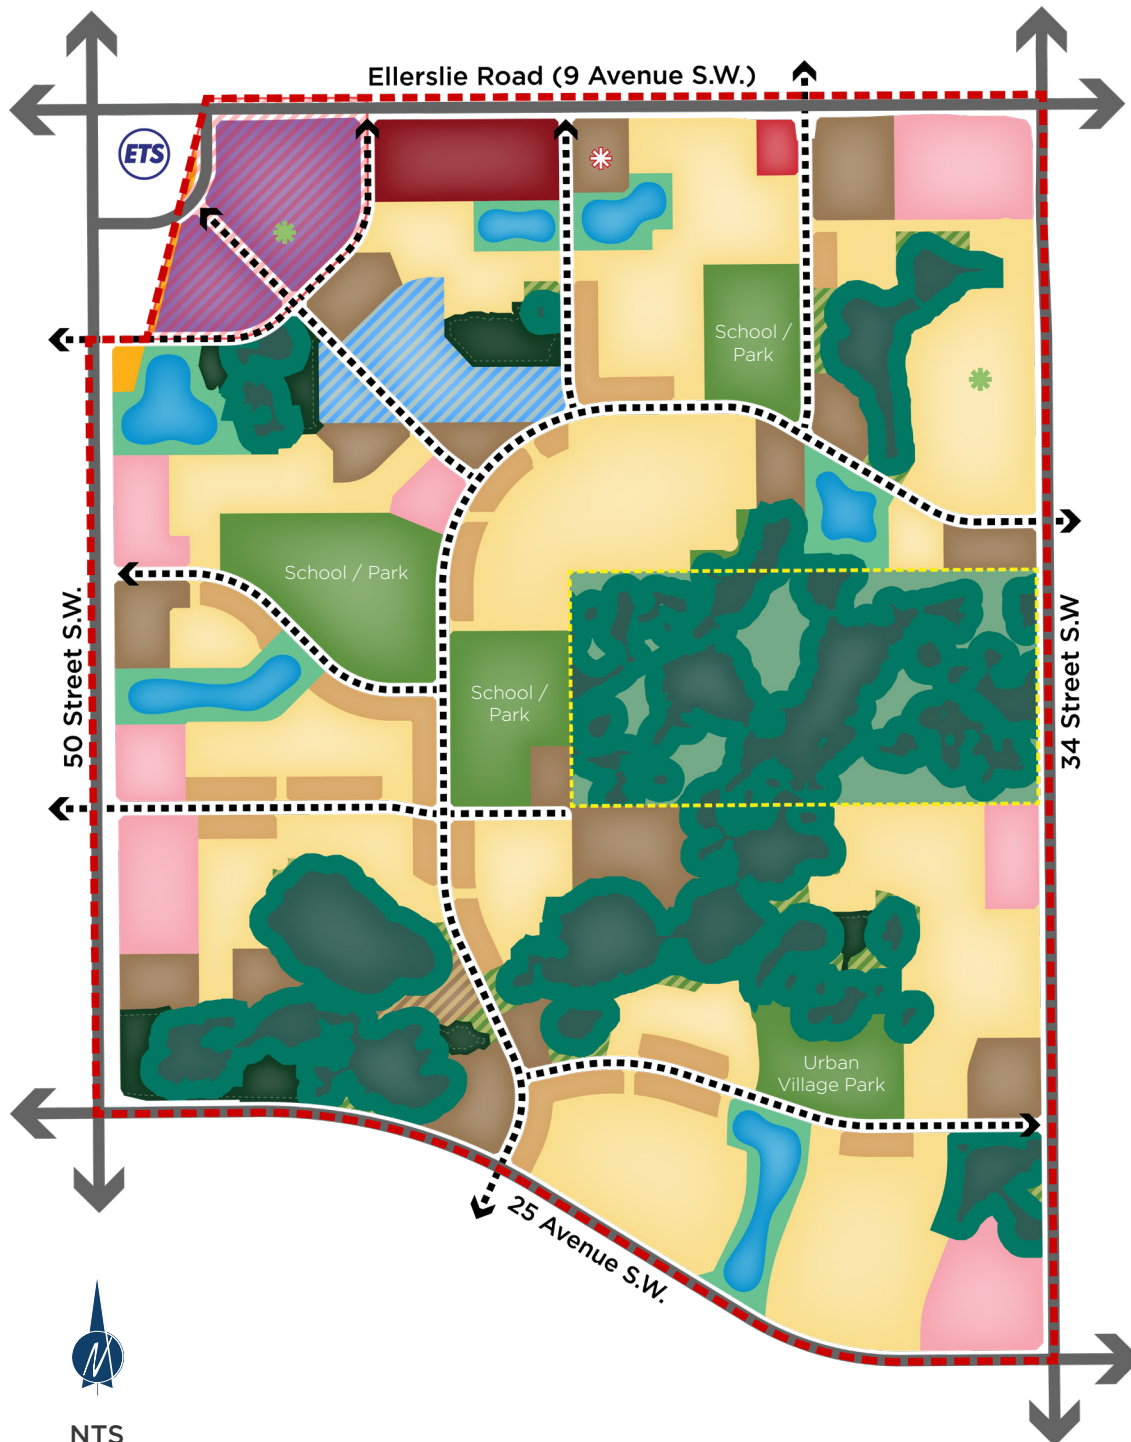 Ellerslie Road (9 Avenue S.W.)
ETS
School /
Park
School / Park
50 Street S.W.
34 Street S.W
School /
Park
Urban
Village Park
25 Avenue S.W.
NTS